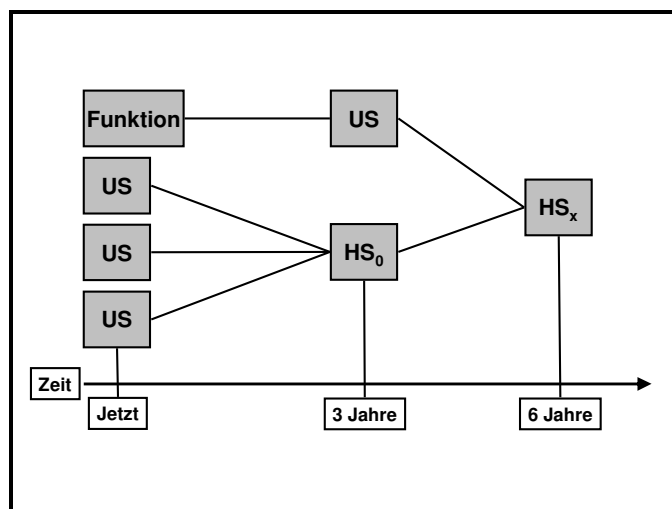 Funktion
US
US
HSₓ
US
HS₀
US
Zeit
Jetzt
3 Jahre
6 Jahre